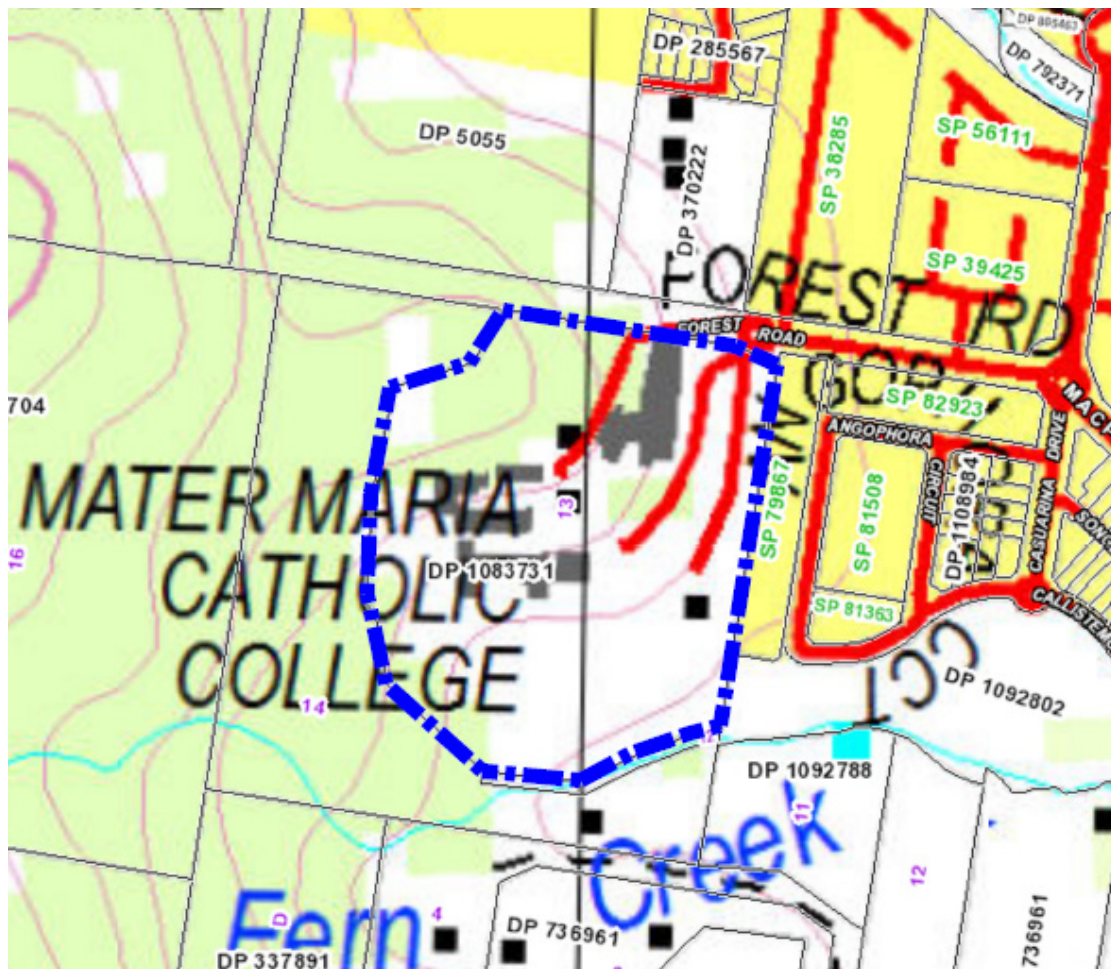 DP 805463
DP 285567
DP 792371
DP 5055
SP 38285
SP 56111
DP 370222
SP 39425
FOREST RD
FOREST ROAD
704
SP 82923
ANGOPHORA
DRIVE
MATER MARIA
CATHOLIC
COLLEGE
13
SP 79867
SP 81508
CIRCUIT
DP 1108984
CASUARINA
16
DP 1083731
SP 81363
CCT
14
DP 1092802
12
DP 1092788
11
Fern Creek
12
D
4
DP 736961
736961
DP 337891